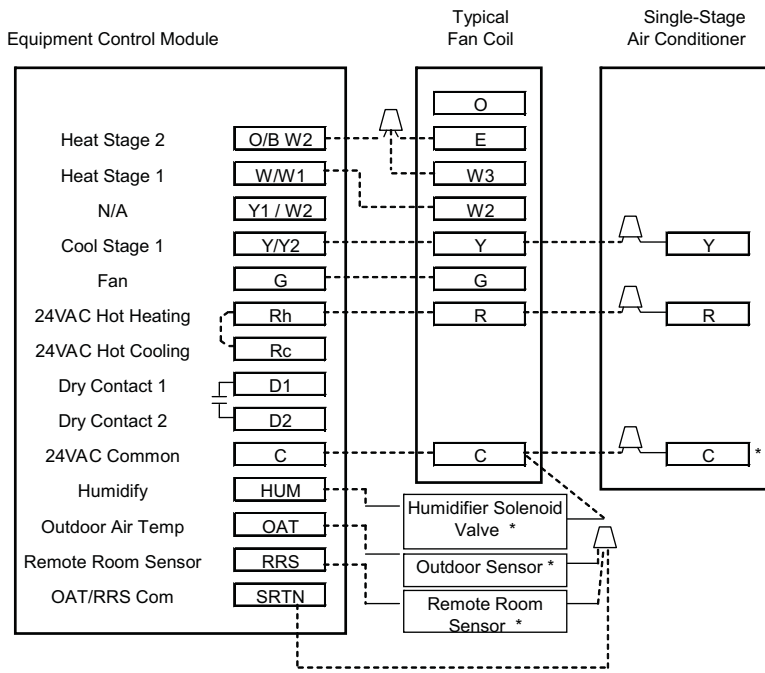 Equipment Control Module
Typical
Fan Coil
Single-Stage
Air Conditioner
O
Heat Stage 2 O/B W2 E
Heat Stage 1 W/W1 W3
N/A Y1 / W2 W2
Cool Stage 1 Y/Y2 Y Y
Fan G G
24VAC Hot Heating Rh R R
24VAC Hot Cooling Rc
Dry Contact 1 D1
Dry Contact 2 D2
24VAC Common C C C *
Humidify HUM
Humidifier Solenoid
Valve *
Outdoor Air Temp OAT
Outdoor Sensor *
Remote Room Sensor RRS
OAT/RRS Com SRTN
Remote Room
Sensor *